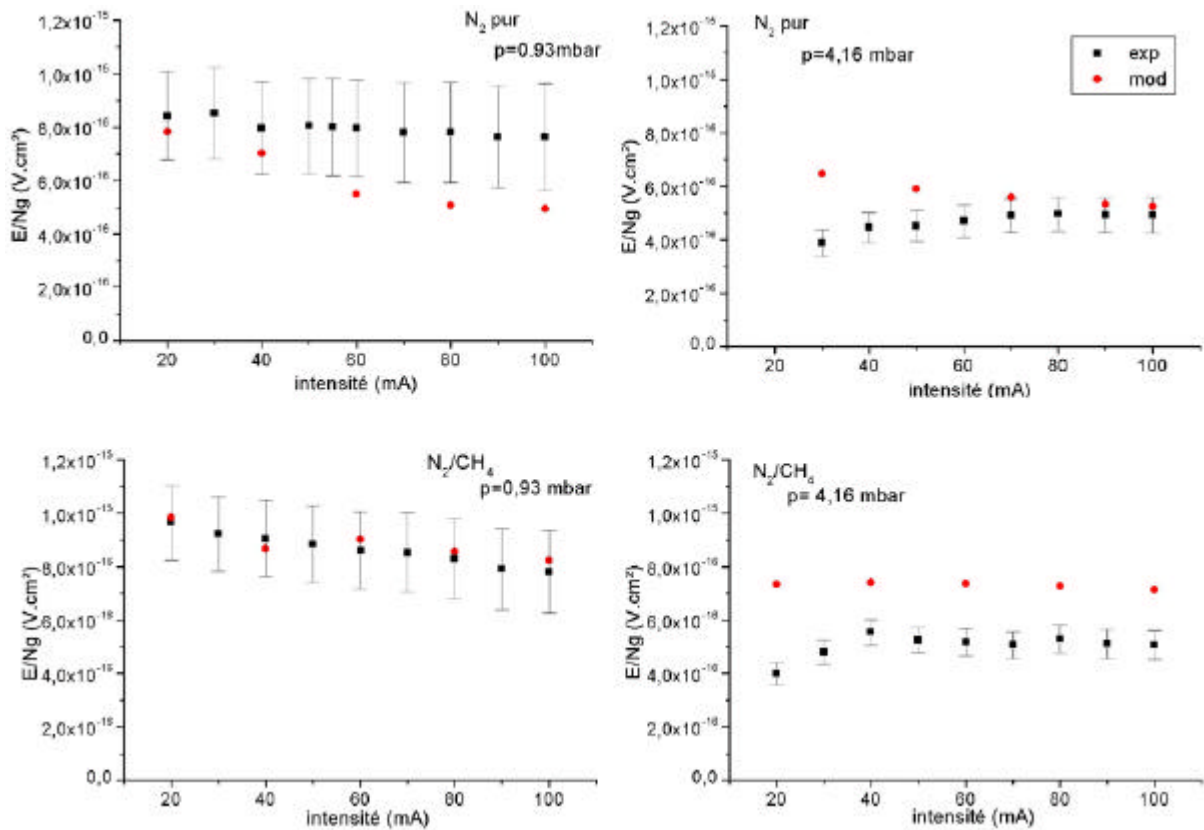 N₂ pur
p=0.93mbar
1,2x10⁻¹⁵
1,0x10⁻¹⁵
8,0x10⁻¹⁶
6,0x10⁻¹⁶
4,0x10⁻¹⁶
2,0x10⁻¹⁶
0,0
E/Ng (V.cm²)
20 40 60 80 100
intensité (mA)
N₂ pur
p=4,16 mbar
exp
mod
1,2x10⁻¹⁵
1,0x10⁻¹⁵
8,0x10⁻¹⁶
6,0x10⁻¹⁶
4,0x10⁻¹⁶
2,0x10⁻¹⁶
0,0
E/Ng (V.cm²)
20 40 60 80 100
intensité (mA)
N₂/CH₄
p=0,93 mbar
1,2x10⁻¹⁵
1,0x10⁻¹⁵
8,0x10⁻¹⁶
6,0x10⁻¹⁶
4,0x10⁻¹⁶
2,0x10⁻¹⁶
0,0
E/Ng (V.cm²)
20 40 60 80 100
intensité (mA)
N₂/CH₄
p= 4,16 mbar
1,2x10⁻¹⁵
1,0x10⁻¹⁵
8,0x10⁻¹⁶
6,0x10⁻¹⁶
4,0x10⁻¹⁶
2,0x10⁻¹⁶
0,0
E/Ng (V.cm²)
20 40 60 80 100
intensité (mA)